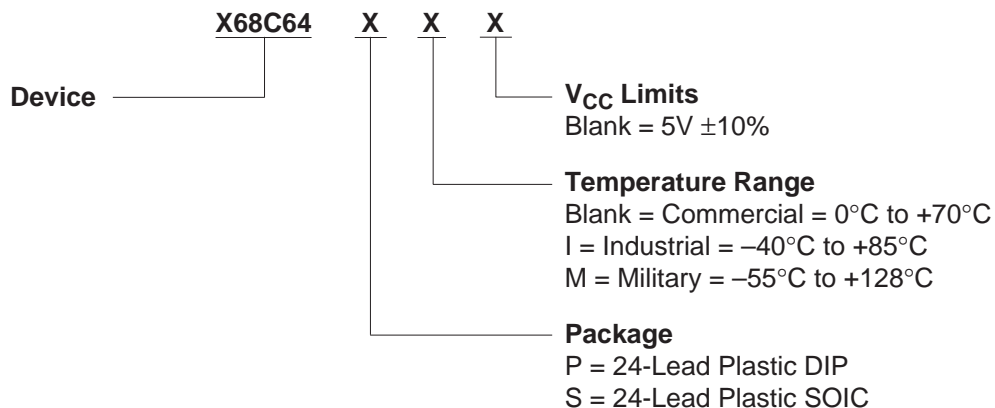 X68C64 X X X
Device
VCC Limits
Blank = 5V ±10%
Temperature Range
Blank = Commercial = 0°C to +70°C
I = Industrial = –40°C to +85°C
M = Military = –55°C to +128°C
Package
P = 24-Lead Plastic DIP
S = 24-Lead Plastic SOIC